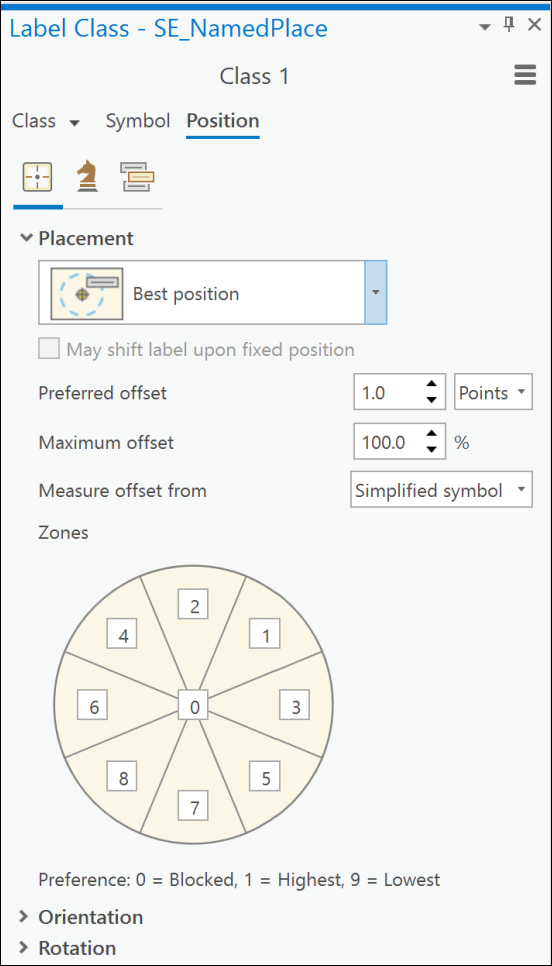 Label Class - SE_NamedPlace
Class 1
Class Symbol Position
Placement
Best position
May shift label upon fixed position
Preferred offset 1.0 Points
Maximum offset 100.0 %
Measure offset from Simplified symbol
Zones
2
4 1
6 0 3
8 5
7
Preference: 0 = Blocked, 1 = Highest, 9 = Lowest
Orientation
Rotation